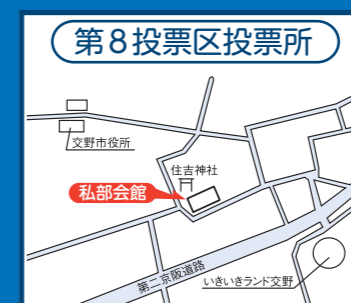 第8投票区投票所
交野市役所
住吉神社
私部会館
第二京阪道路
いきいきランド交野